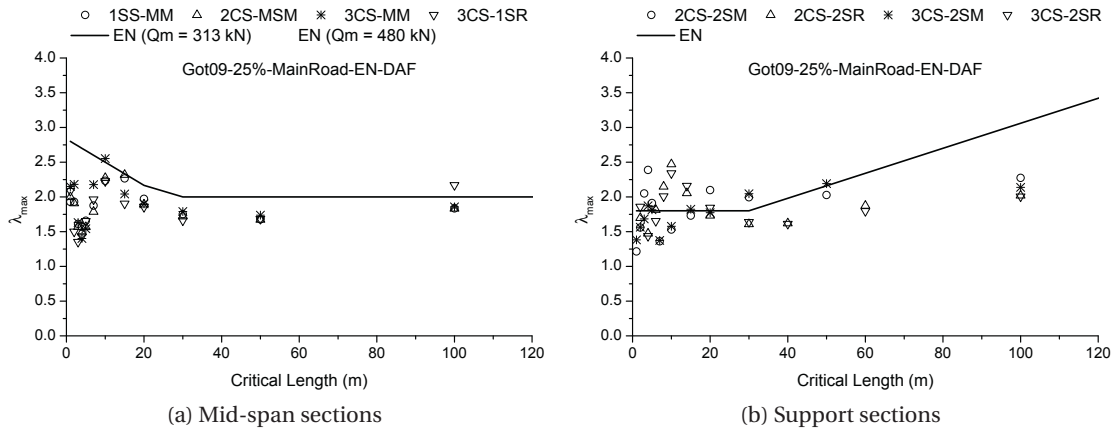 1SS-MM 2CS-MSM 3CS-MM 3CS-1SR
EN (Qm = 313 kN) EN (Qm = 480 kN)
Got09-25%-MainRoad-EN-DAF
λmax
4.0
3.5
3.0
2.5
2.0
1.5
1.0
0.5
0.0
0 20 40 60 80 100 120
Critical Length (m)
(a) Mid-span sections
2CS-2SM 2CS-2SR 3CS-2SM 3CS-2SR
EN
Got09-25%-MainRoad-EN-DAF
λmax
4.0
3.5
3.0
2.5
2.0
1.5
1.0
0.5
0.0
0 20 40 60 80 100 120
Critical Length (m)
(b) Support sections